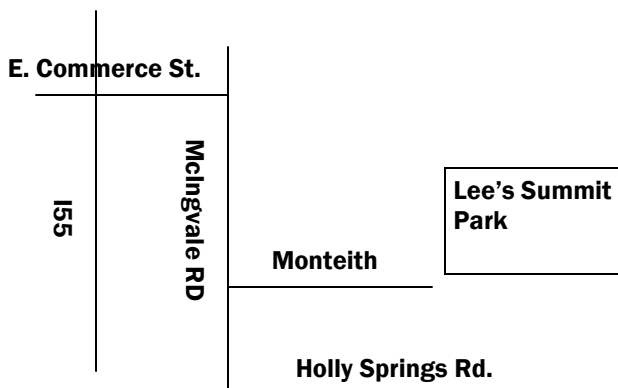 E. Commerce St.
McIngvale RD
I55
Lee’s Summit
Park
Monteith
Holly Springs Rd.